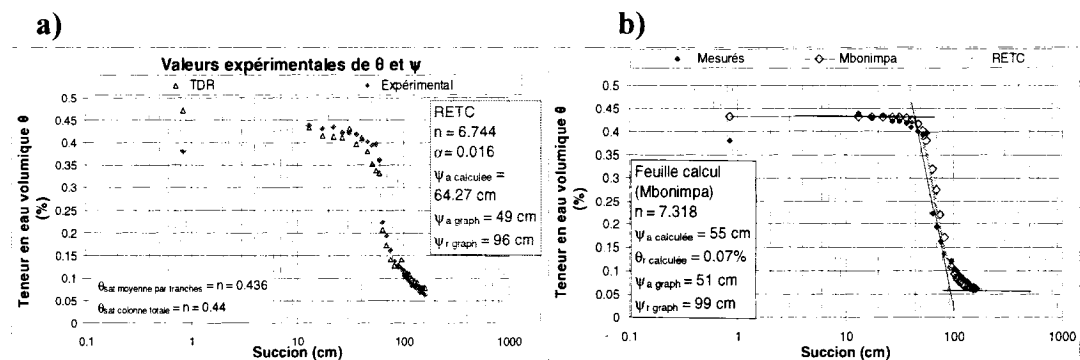 a)
Valeurs expérimentales de θ et ψ
△ TDR ♦ Expérimental
Teneur en eau volumique θ
(%)
0.5
0.45
0.4
0.35
0.3
0.25
0.2
0.15
0.1
0.05
0
RETC
n = 6.744
α = 0.016
ψa calculée =
64.27 cm
ψa graph = 49 cm
ψr graph = 96 cm
θsat moyenne par tranches = n = 0.436
θsat colonne totale = n = 0.44
0.1 1 10 100 1000
Succion (cm)
b)
♦ Mesurés ◇ Mbonimpa RETC
Teneur en eau volumique θ
(%)
0.5
0.45
0.4
0.35
0.3
0.25
0.2
0.15
0.1
0.05
0
Feuille calcul
(Mbonimpa)
n = 7.318
ψa calculée = 55 cm
θr calculée = 0.07%
ψa graph = 51 cm
ψr graph = 99 cm
0.1 1 10 100 1000
Succion (cm)